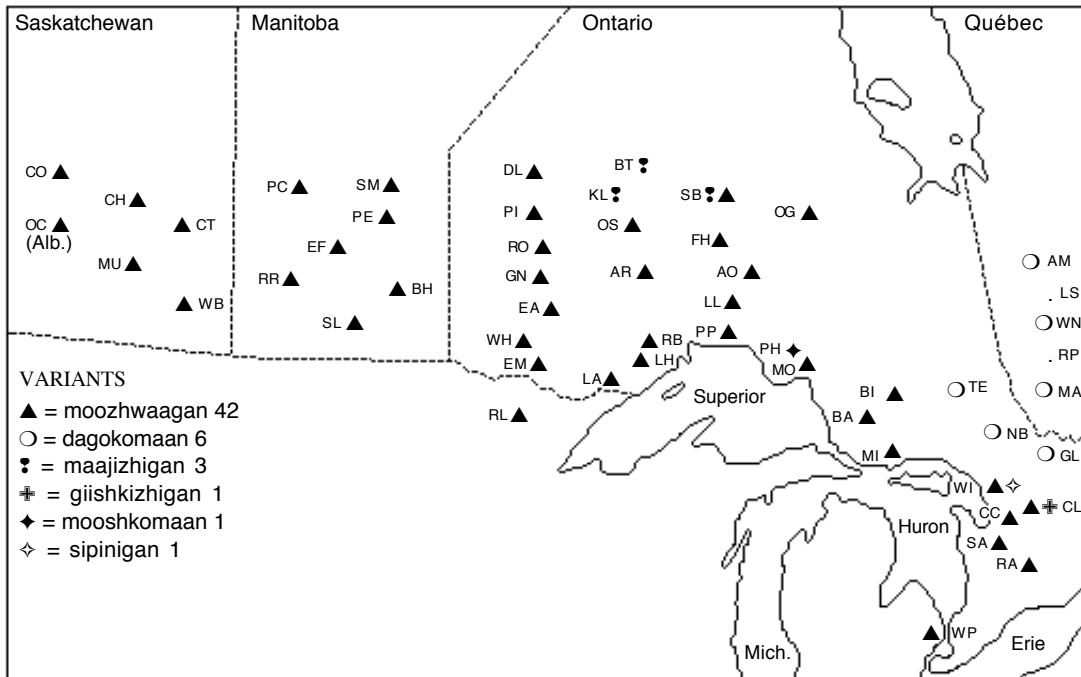 Saskatchewan Manitoba Ontario Québec
CO
CH
OC
(Alb.)
CT
MU
WB
PC
SM
PE
EF
RR
BH
SL
DL
BT
KL
SB
PI
OS
OG
RO
FH
GN
AR
AO
EA
LL
WH
RB
PP
EM
LH
PH
MO
LA
RL
AM
LS
WN
RP
TE
MA
NB
GL
BI
BA
MI
WI
CC
CL
SA
RA
WP
Superior
Huron
Mich.
Erie
VARIANTS
▲ = moozhwaagan 42
❍ = dagokomaan 6
❢ = maajizhigan 3
✙ = giishkizhigan 1
✦ = mooshkomaan 1
✧ = sipinigan 1